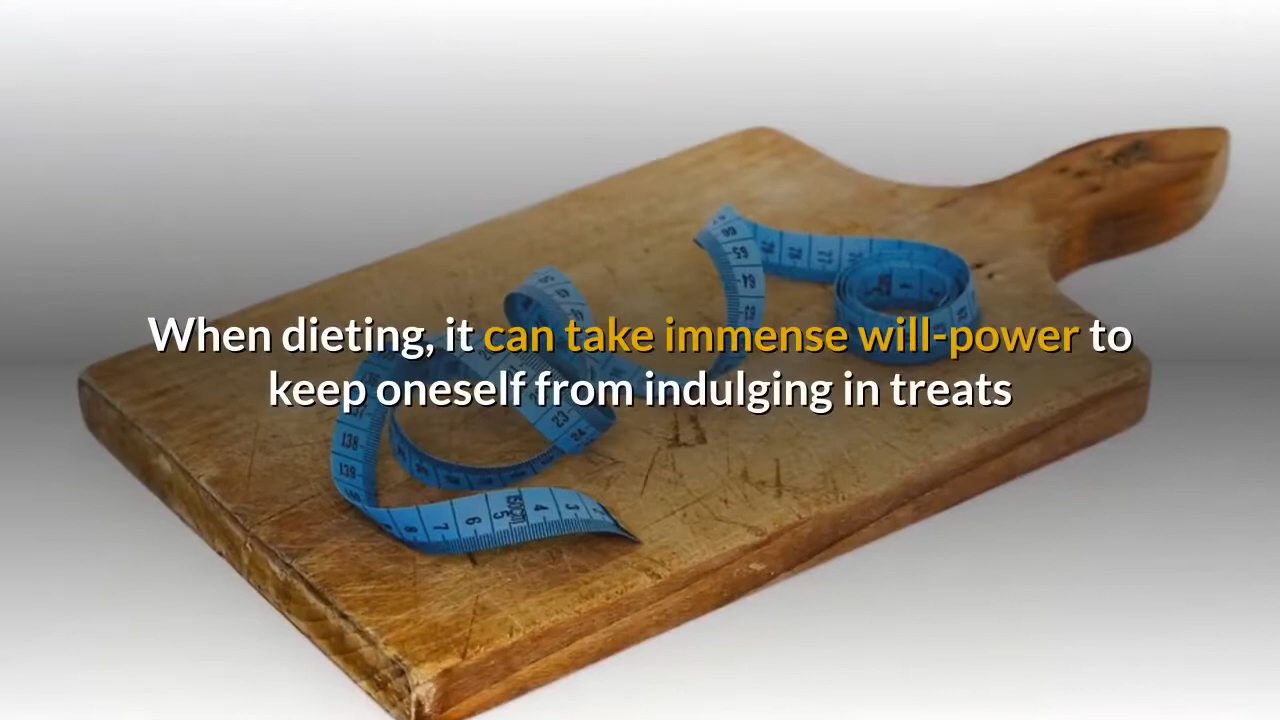 When dieting, it can take immense will-power to
keep oneself from indulging in treats